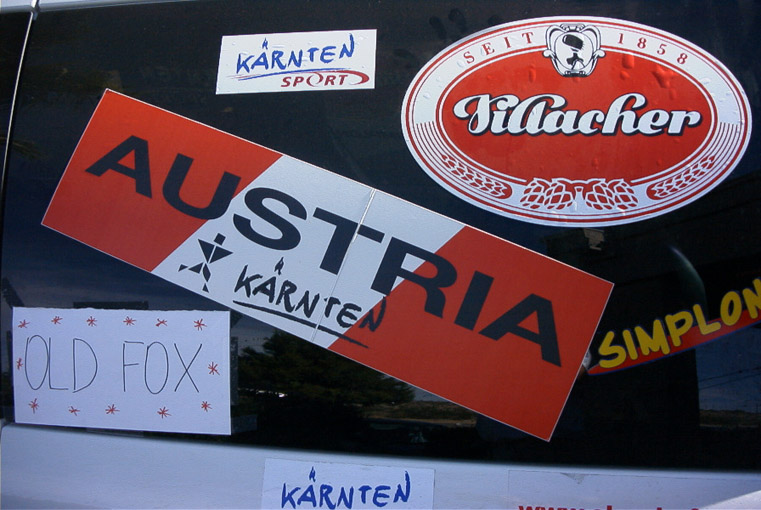 KÄRNTEN
SPORT
SEIT 1858
Villacher
AUSTRIA
KÄRNTEN
SIMPLON
OLD FOX
KÄRNTEN